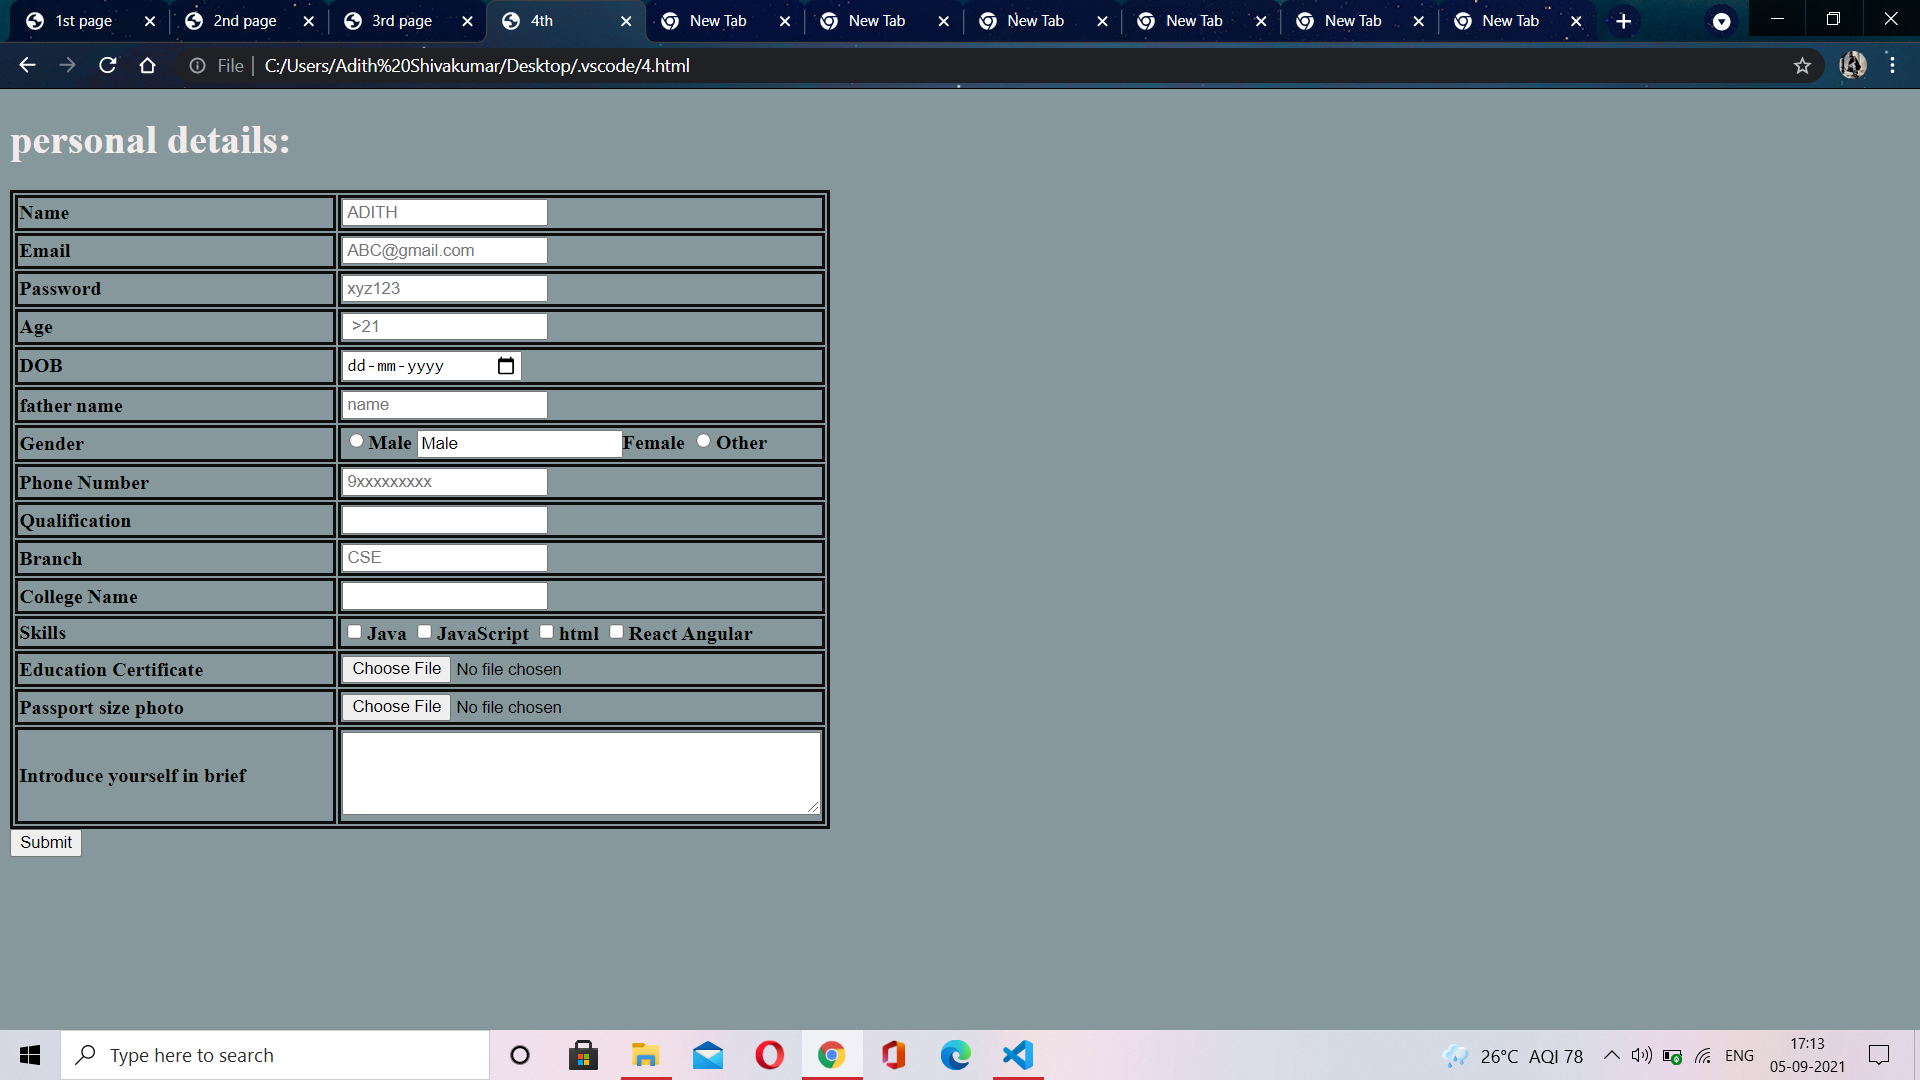 1st page 2nd page 3rd page 4th New Tab New Tab New Tab New Tab New Tab New Tab
File C:/Users/Adith%20Shivakumar/Desktop/.vscode/4.html
personal details:
Name ADITH
Email ABC@gmail.com
Password xyz123
Age >21
DOB dd-mm-yyyy
father name name
Gender Male Male Female Other
Phone Number 9xxxxxxxxx
Qualification
Branch CSE
College Name
Skills Java JavaScript html React Angular
Education Certificate Choose File No file chosen
Passport size photo Choose File No file chosen
Introduce yourself in brief
Submit
Type here to search 26°C AQI 78 ENG 17:13
05-09-2021